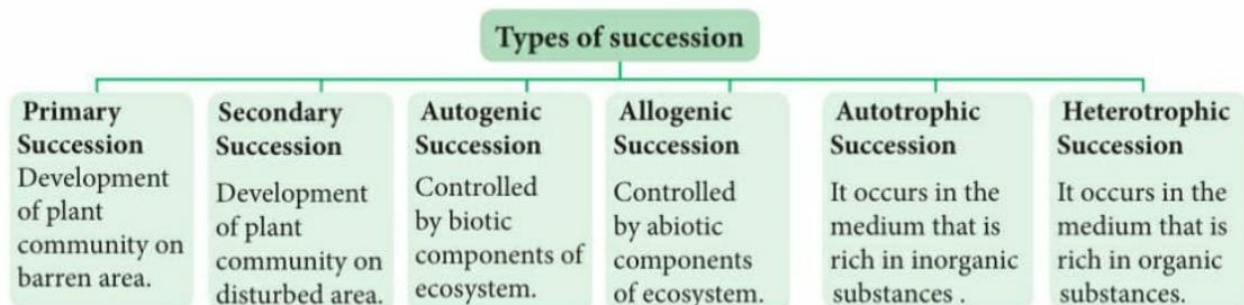 Types of succession
Primary
Succession
Development
of plant
community on
barren area.
Secondary
Succession
Development
of plant
community on
disturbed area.
Autogenic
Succession
Controlled
by biotic
components of
ecosystem.
Allogenic
Succession
Controlled
by abiotic
components
of ecosystem.
Autotrophic
Succession
It occurs in the
medium that is
rich in inorganic
substances .
Heterotrophic
Succession
It occurs in the
medium that is
rich in organic
substances.